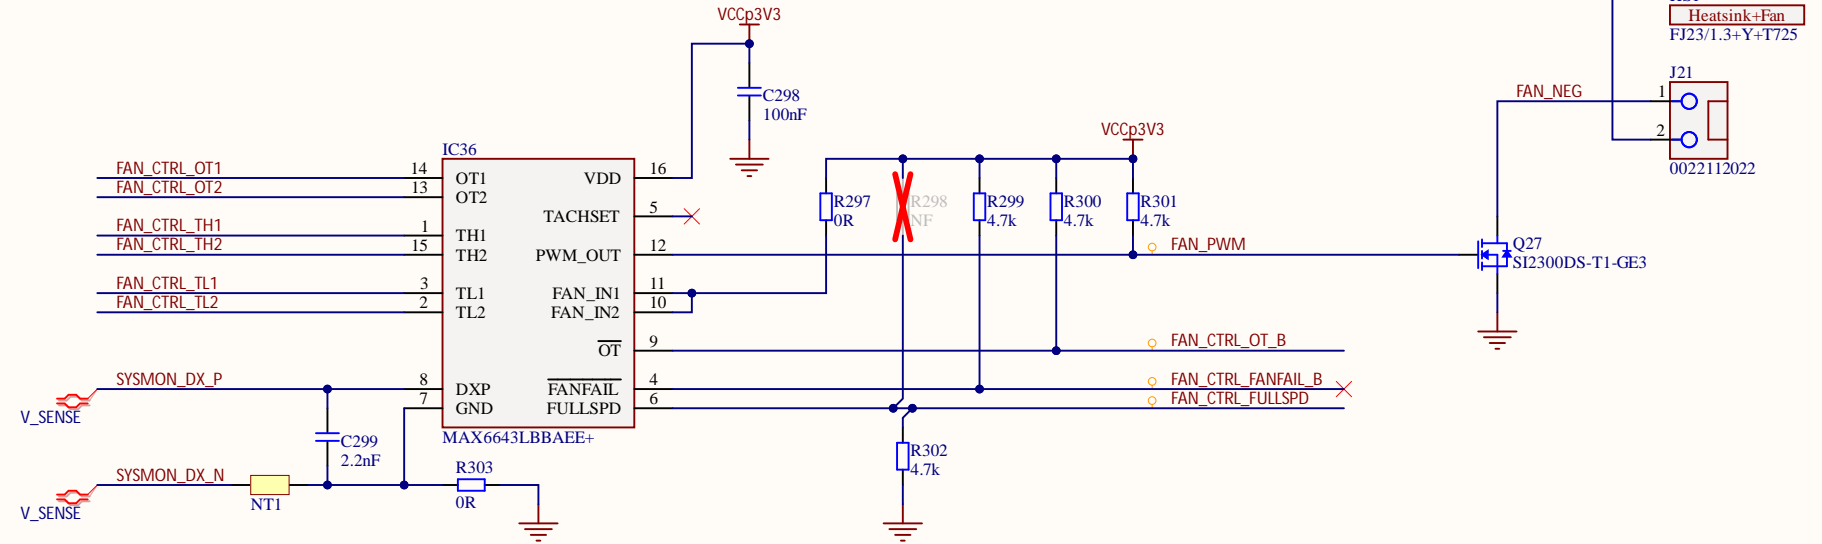 VCCp3V3
Heatsink+Fan
FJ23/1.3+Y+T725
J21
FAN_NEG
1
2
0022112022
C298
100nF
VCCp3V3
IC36
FAN_CTRL_OT1
14
OT1
VDD
16
FAN_CTRL_OT2
13
OT2
TACHSET
5
R297
0R
R298
NF
R299
4.7k
R300
4.7k
R301
4.7k
FAN_CTRL_TH1
1
TH1
FAN_CTRL_TH2
15
TH2
PWM_OUT
12
FAN_PWM
Q27
SI2300DS-T1-GE3
FAN_CTRL_TL1
3
TL1
FAN_IN1
11
FAN_CTRL_TL2
2
TL2
FAN_IN2
10
OT
9
FAN_CTRL_OT_B
SYSMON_DX_P
8
DXP
FANFAIL
4
FAN_CTRL_FANFAIL_B
7
GND
FULLSPD
6
FAN_CTRL_FULLSPD
V_SENSE
MAX6643LBBAEE+
C299
2.2nF
R302
4.7k
SYSMON_DX_N
R303
0R
NT1
V_SENSE